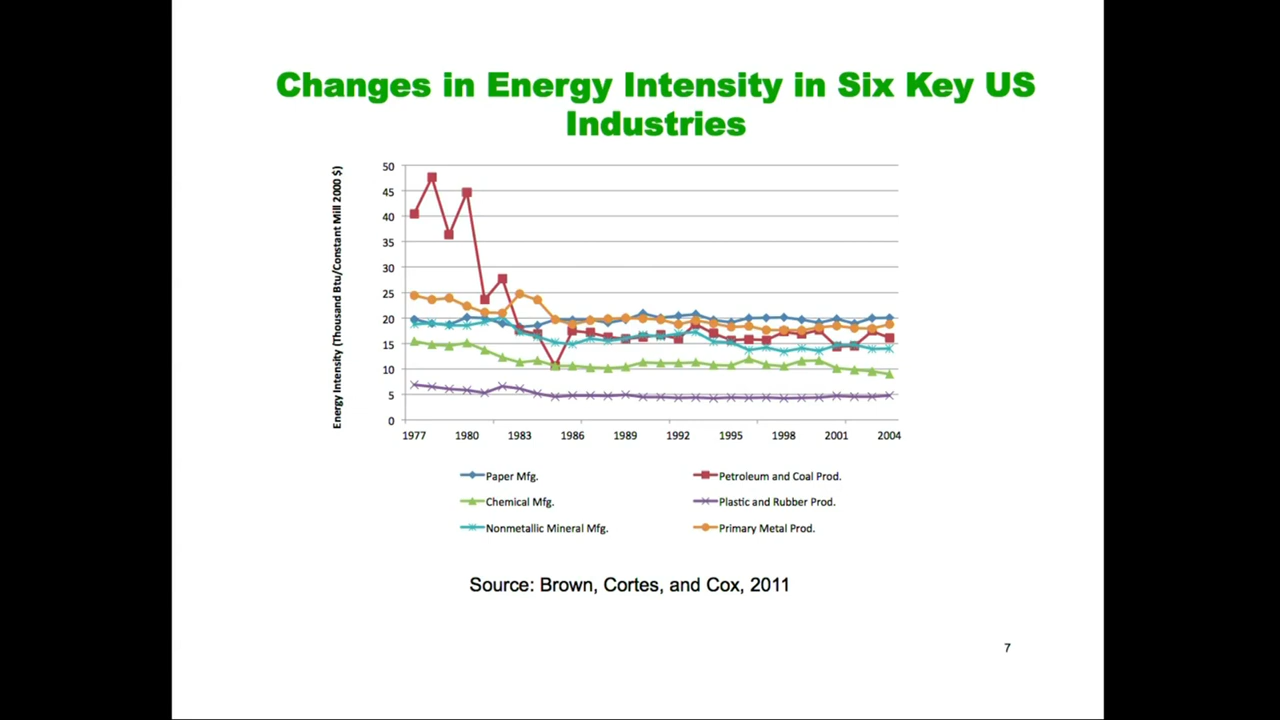 Changes in Energy Intensity in Six Key US
Industries
Energy Intensity (Thousand Btu/Constant Mill 2000 $)
50
45
40
35
30
25
20
15
10
5
0
1977 1980 1983 1986 1989 1992 1995 1998 2001 2004
Paper Mfg. Petroleum and Coal Prod.
Chemical Mfg. Plastic and Rubber Prod.
Nonmetallic Mineral Mfg. Primary Metal Prod.
Source: Brown, Cortes, and Cox, 2011
7